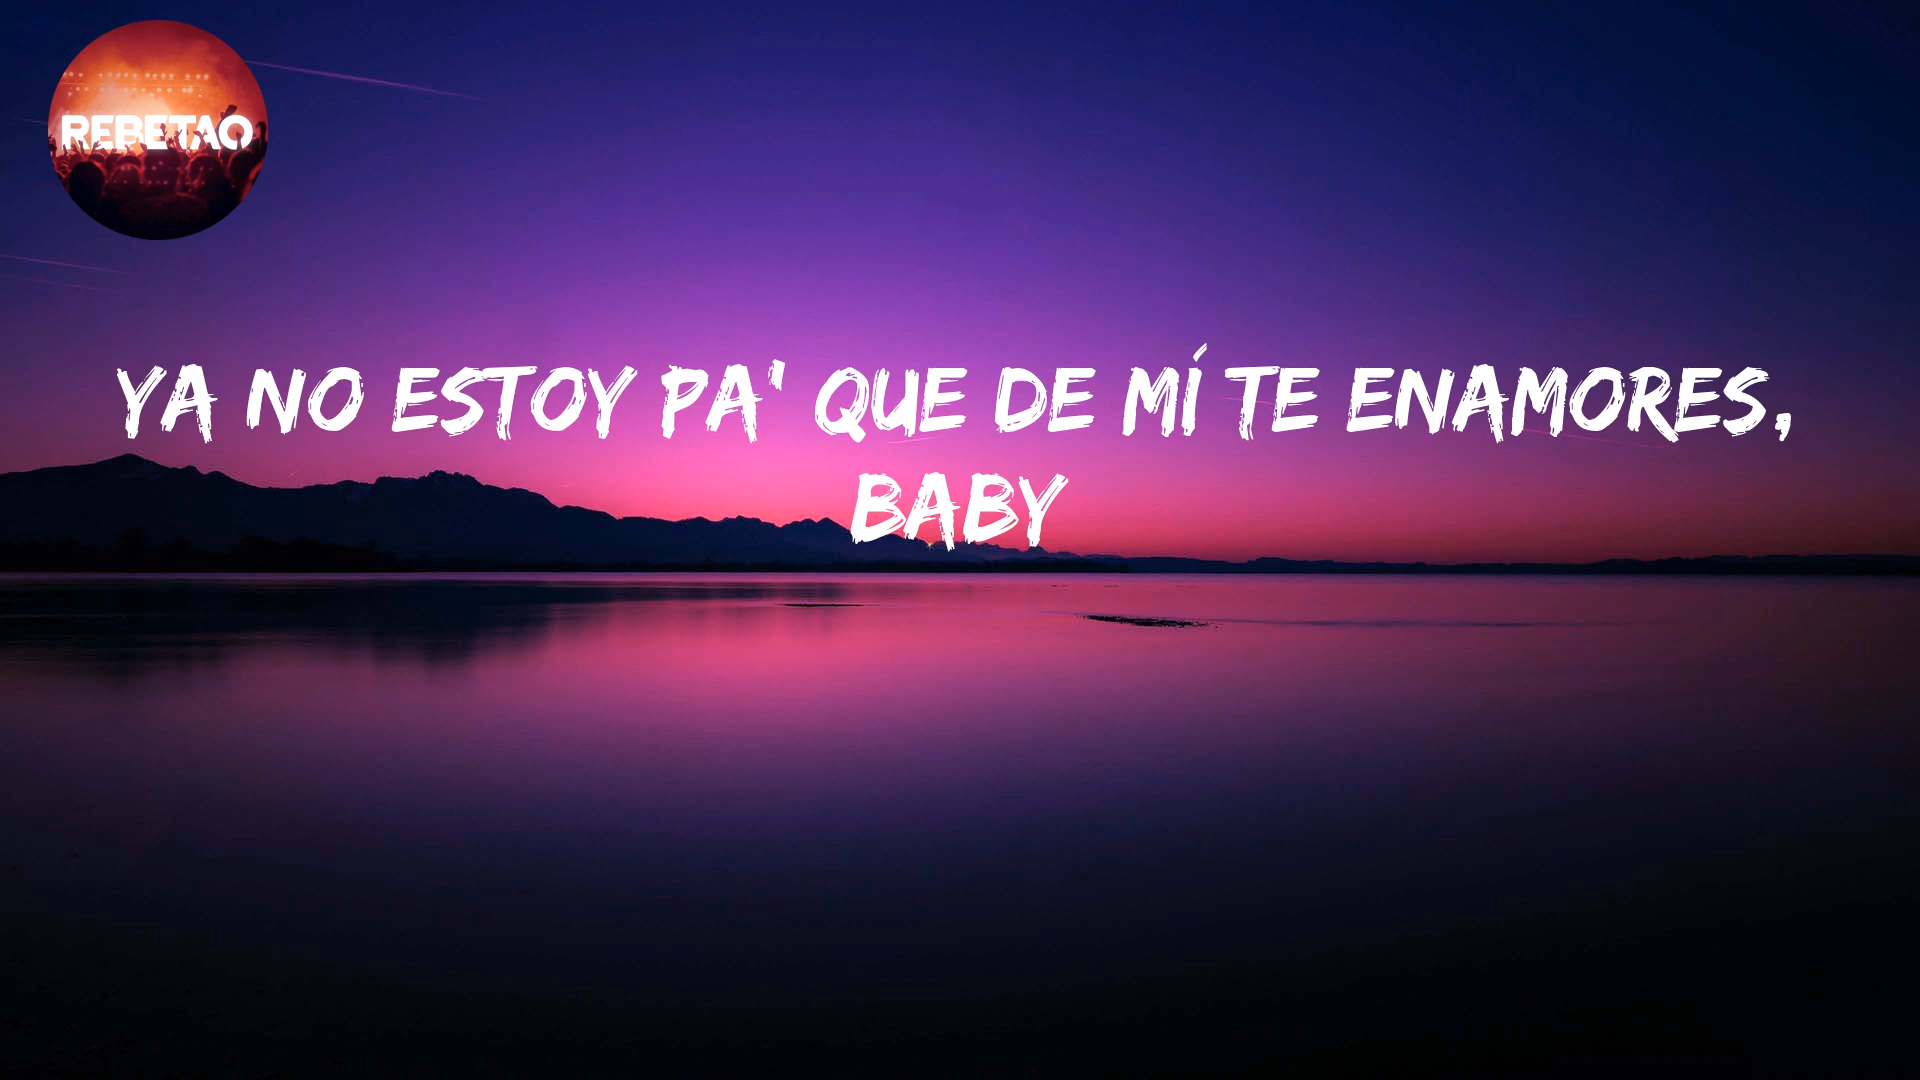 REBETAO
YA NO ESTOY PA' QUE DE MÍ TE ENAMORES,
BABY